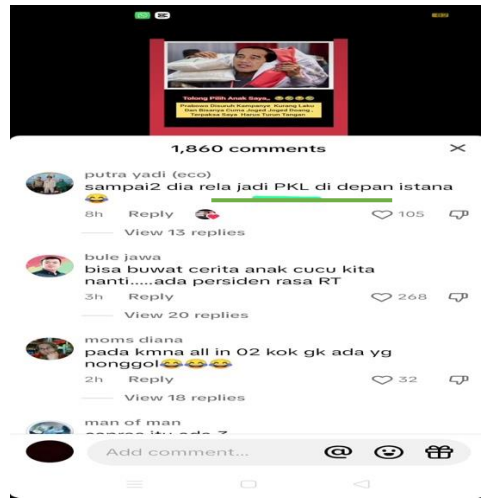 Tolong Pilih Anak Saya,,
Prabowo Disuruh Kampanye Kurang Laku
Dan Bisanya Cuma Joged Joged Doang ,
Terpaksa Saya Harus Turun Tangan
1,860 comments
putra yadi (eco)
sampai2 dia rela jadi PKL di depan istana
😂
8h Reply 105
View 13 replies
bule jawa
bisa buwat cerita anak cucu kita
nanti.....ada persiden rasa RT
3h Reply 268
View 20 replies
moms diana
pada kmna all in 02 kok gk ada yg
nonggol😂😂😂
2h Reply 32
View 18 replies
man of man
Add comment...